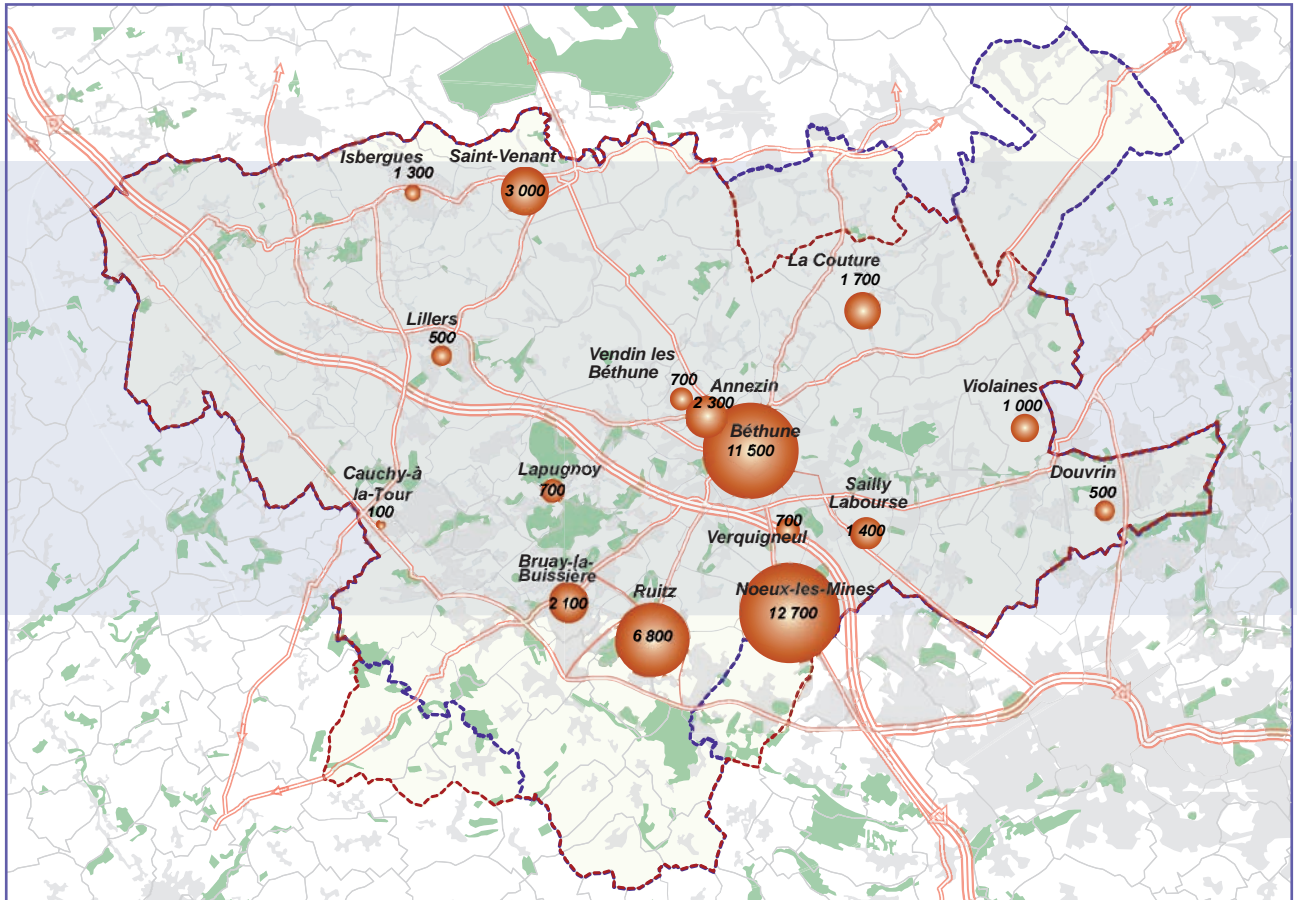 Isbergues
1 300
Saint-Venant
3 000
La Couture
1 700
Lillers
500
Vendin les
Béthune
700
Annezin
2 300
Béthune
11 500
Violaines
1 000
Douvrin
500
Cauchy-à
la-Tour
100
Lapugnoy
700
Sailly
Labourse
1 400
700
Verquigneul
Bruay-la-
Buissière
2 100
Ruitz
6 800
Noeux-les-Mines
12 700